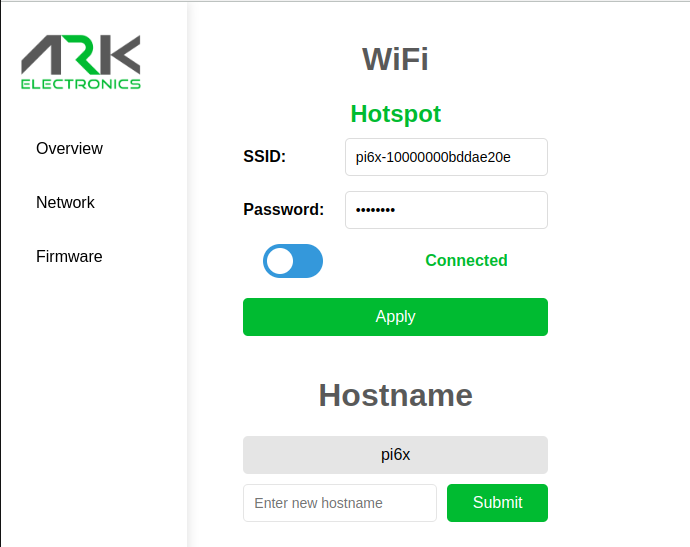 ARK
ELECTRONICS
Overview
Network
Firmware
WiFi
Hotspot
SSID: pi6x-10000000bddae20e
Password: ••••••••
Connected
Apply
Hostname
pi6x
Enter new hostname Submit